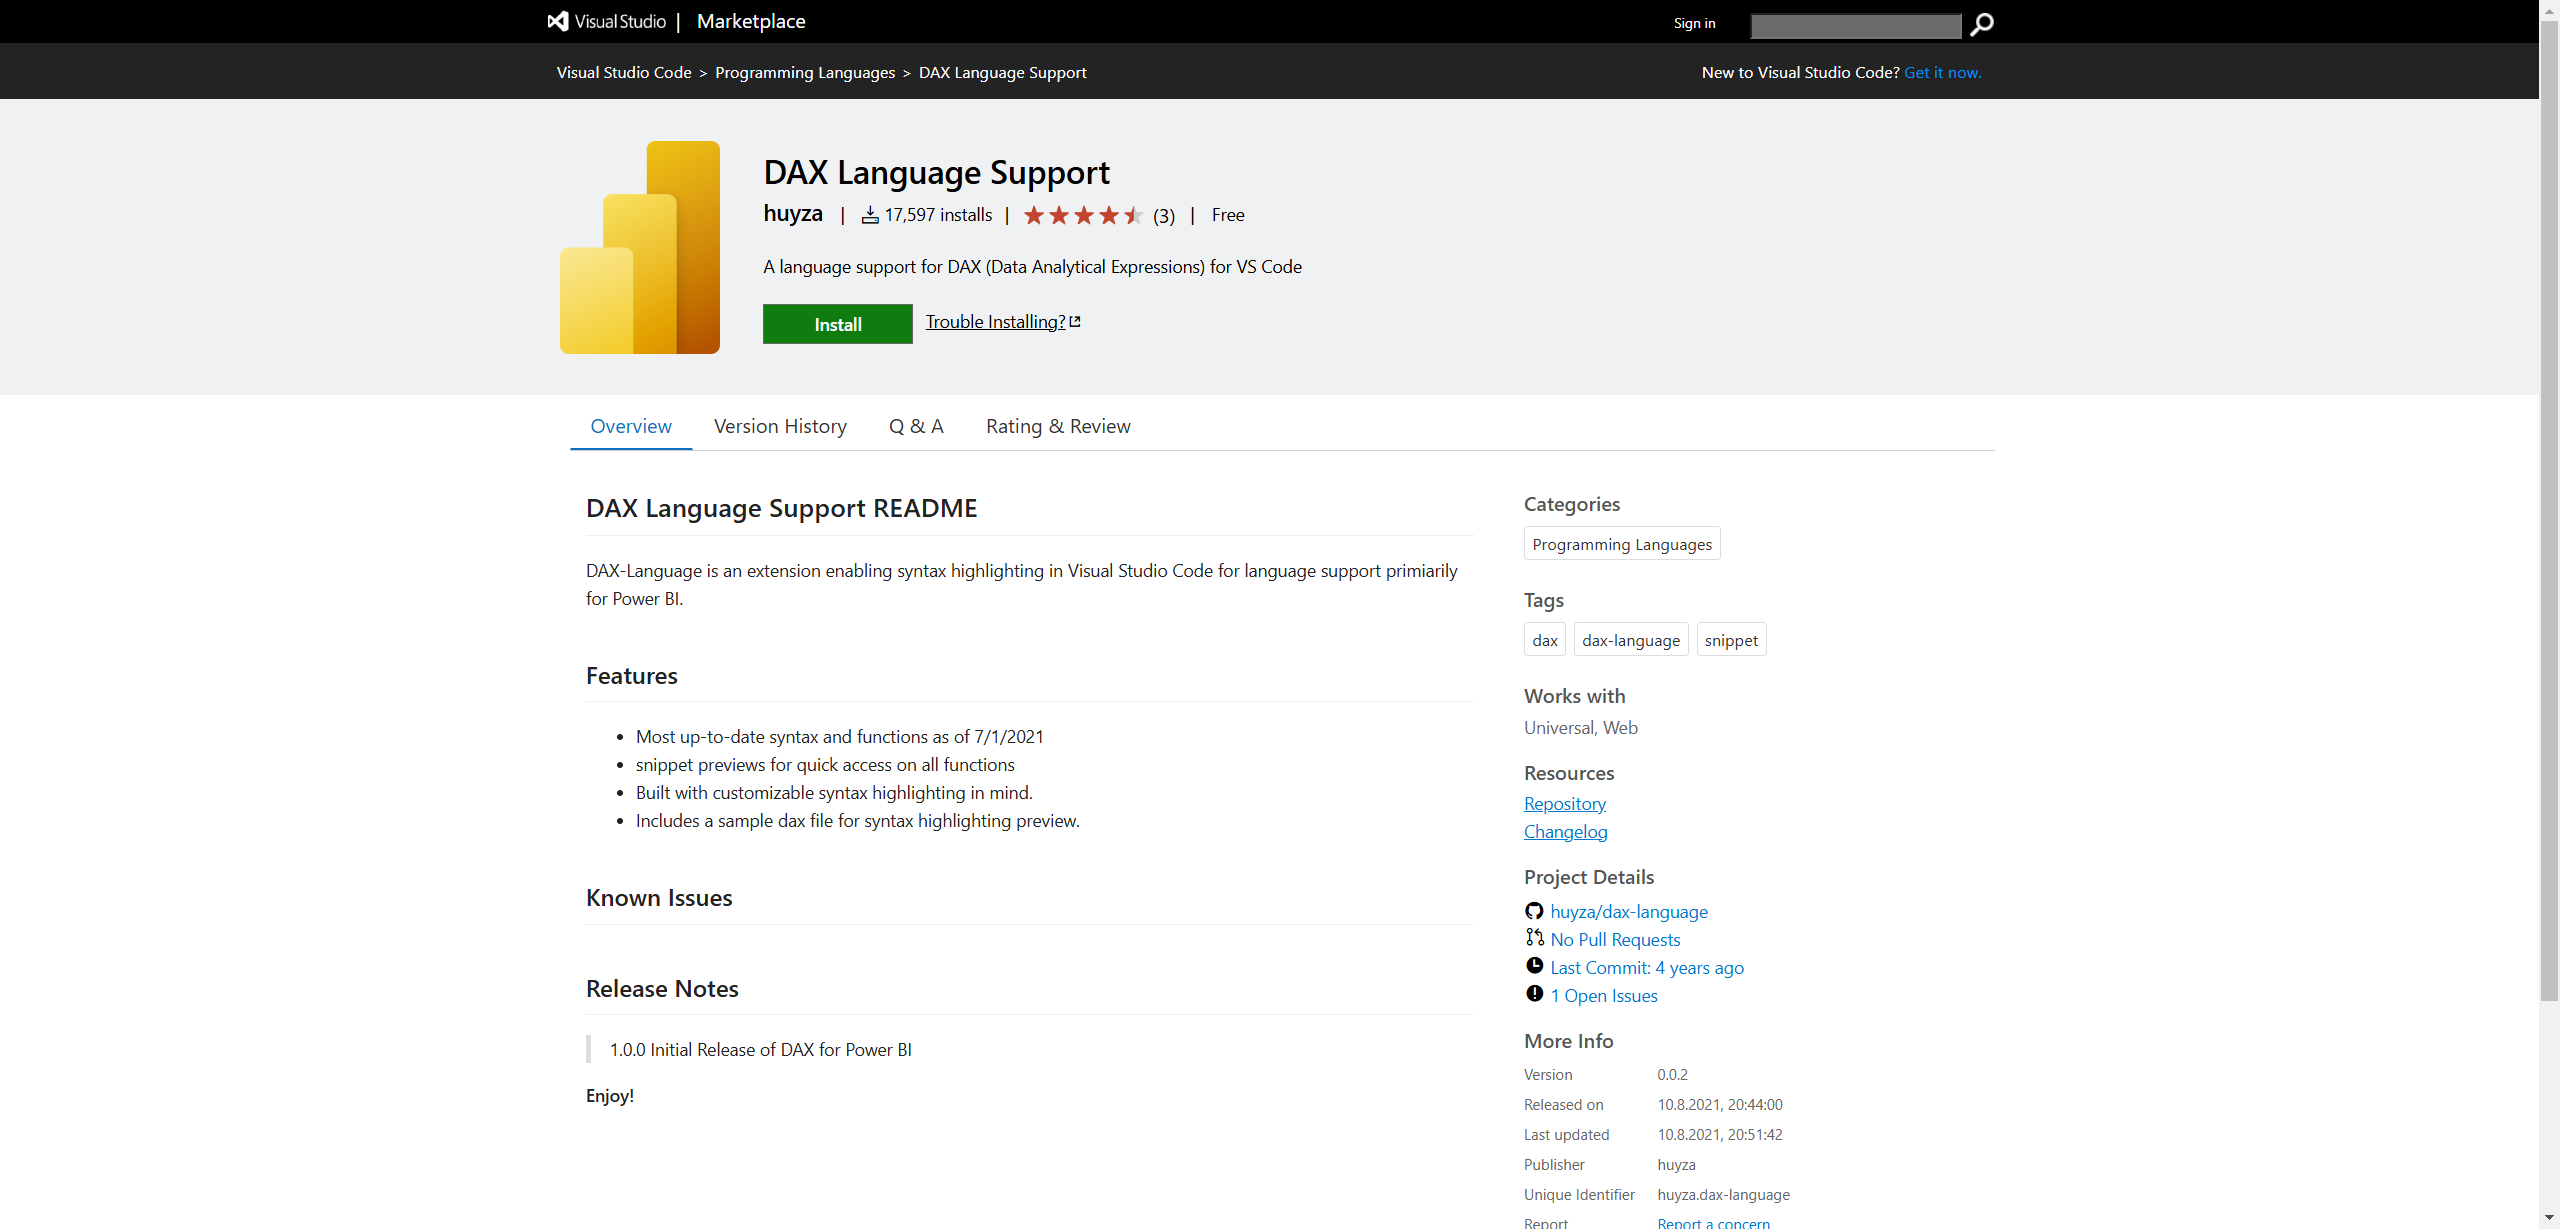 Visual Studio | Marketplace
Sign in
Visual Studio Code > Programming Languages > DAX Language Support
New to Visual Studio Code? Get it now.
DAX Language Support
huyza | 17,597 installs | (3) | Free
A language support for DAX (Data Analytical Expressions) for VS Code
Install
Trouble Installing?
Overview
Version History
Q & A
Rating & Review
DAX Language Support README
DAX-Language is an extension enabling syntax highlighting in Visual Studio Code for language support primiarily
for Power BI.
Features
• Most up-to-date syntax and functions as of 7/1/2021
• snippet previews for quick access on all functions
• Built with customizable syntax highlighting in mind.
• Includes a sample dax file for syntax highlighting preview.
Known Issues
Release Notes
1.0.0 Initial Release of DAX for Power BI
Enjoy!
Categories
Programming Languages
Tags
dax
dax-language
snippet
Works with
Universal, Web
Resources
Repository
Changelog
Project Details
huyza/dax-language
No Pull Requests
Last Commit: 4 years ago
1 Open Issues
More Info
Version 0.0.2
Released on 10.8.2021, 20:44:00
Last updated 10.8.2021, 20:51:42
Publisher huyza
Unique Identifier huyza.dax-language
Report Report a concern